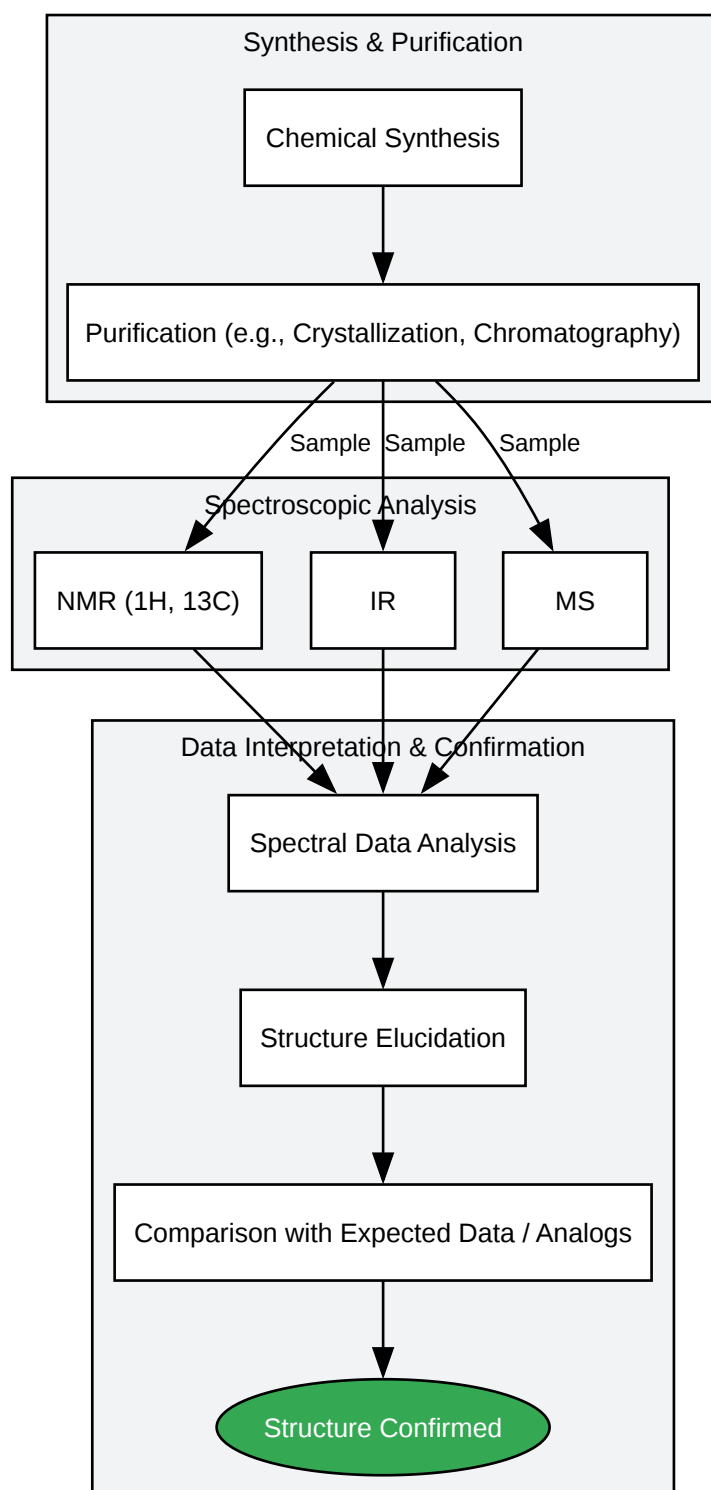 Synthesis & Purification
Chemical Synthesis
Purification (e.g., Crystallization, Chromatography)
Sample
Sample
Sample
Spectroscopic Analysis
NMR (1H, 13C)
IR
MS
Data Interpretation & Confirmation
Spectral Data Analysis
Structure Elucidation
Comparison with Expected Data / Analogs
Structure Confirmed